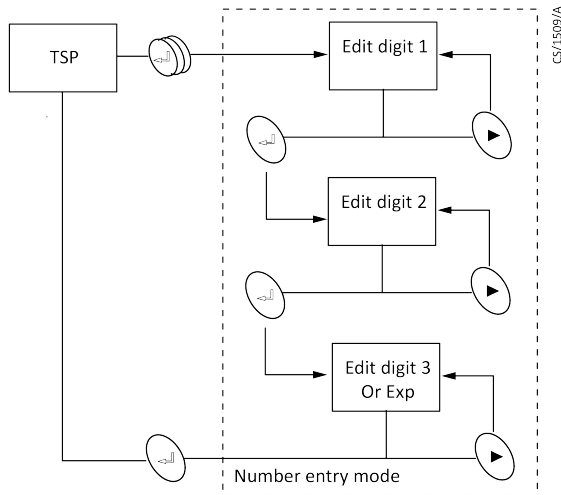 CS/1509/A
TSP
Edit digit 1
Edit digit 2
Edit digit 3
Or Exp
Number entry mode